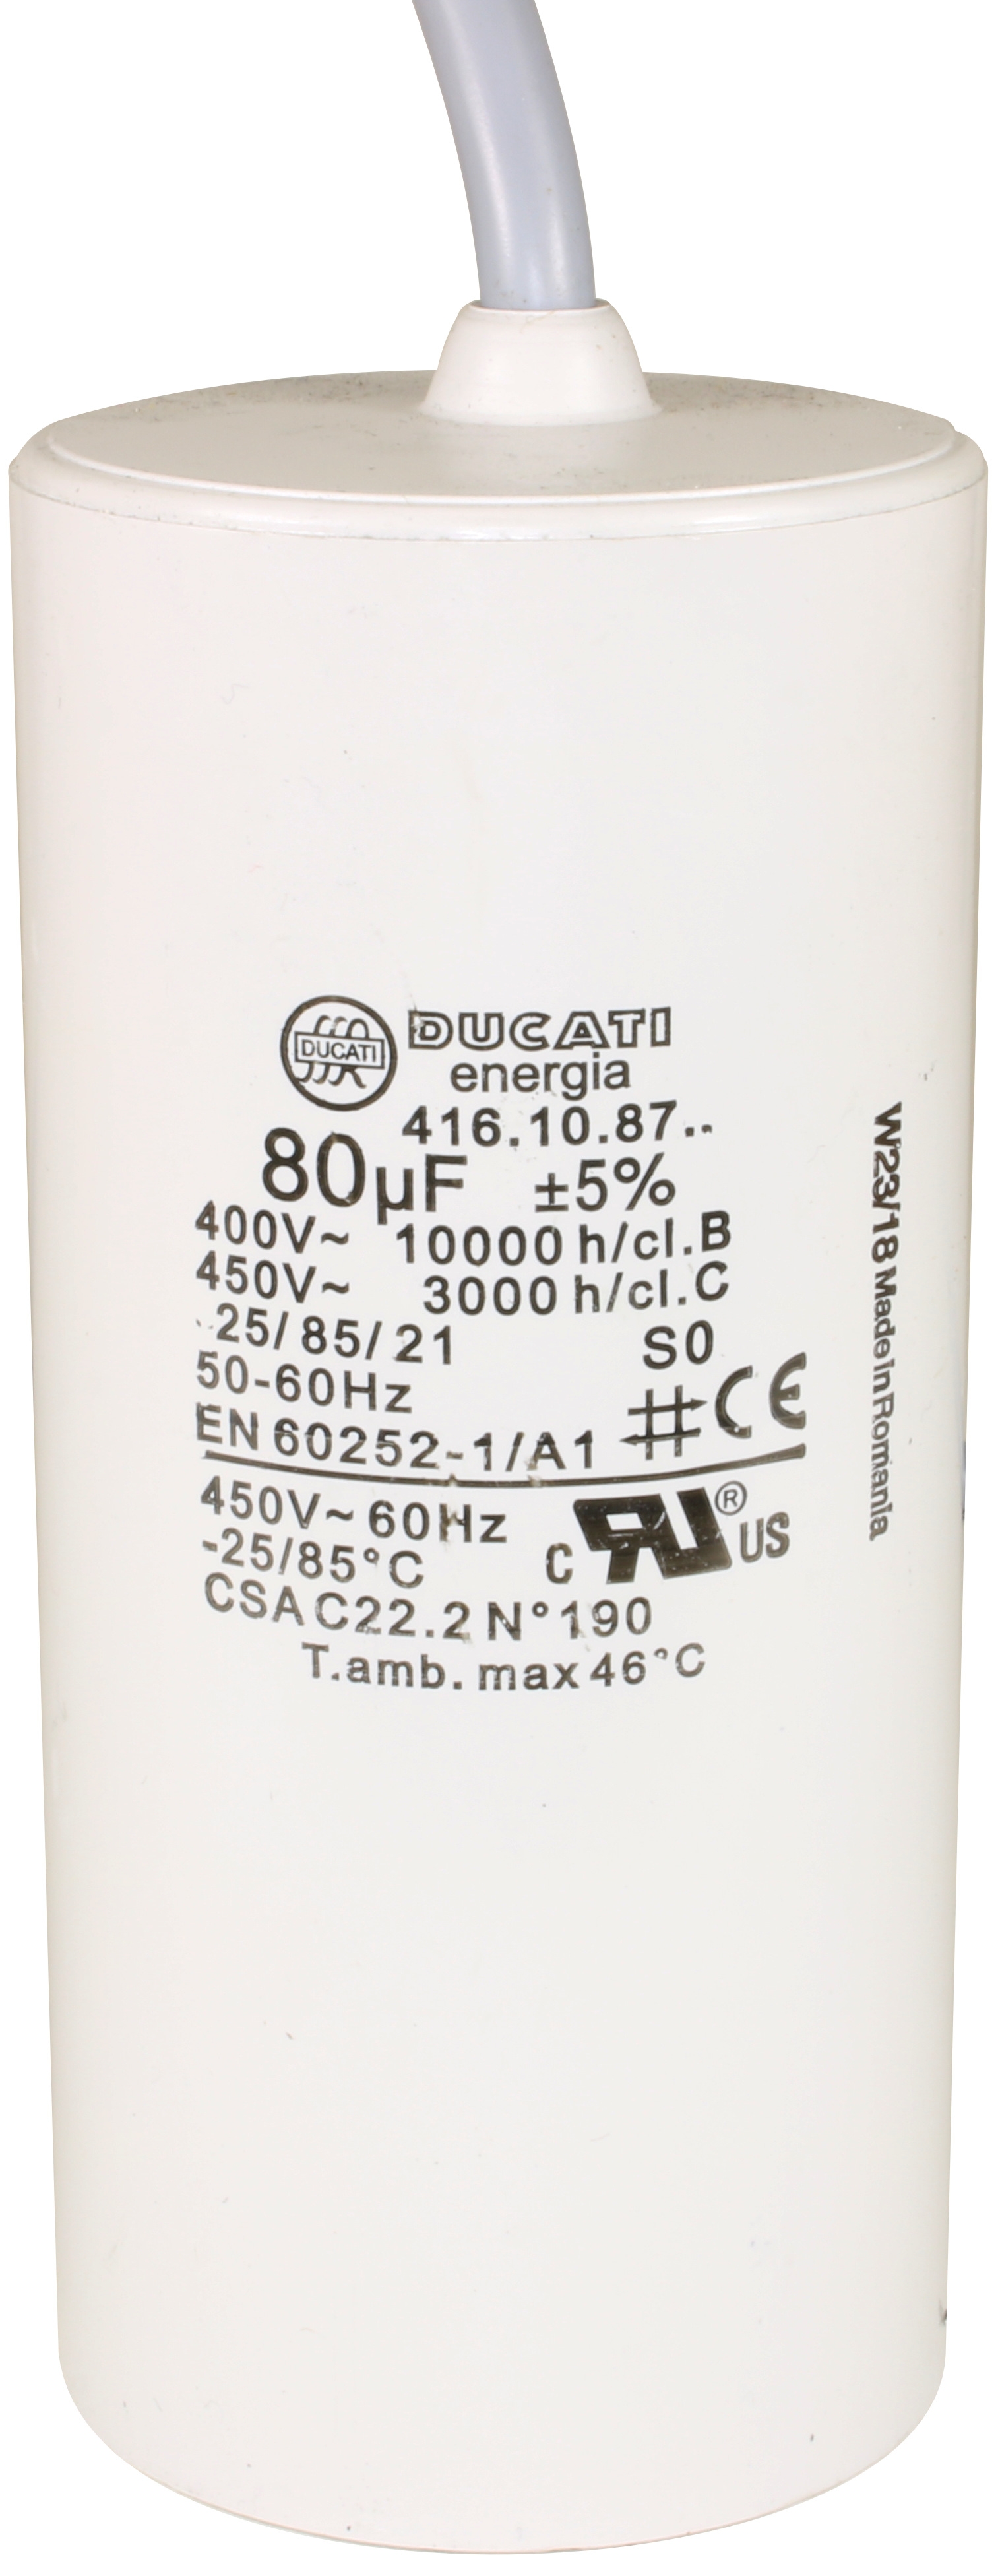 DUCATI
DUCATI
energia
416.10.87..
80µF ±5%
400V~ 10000 h/cl.B
450V~ 3000 h/cl.C
-25/85/21 S0
50-60Hz
CE
EN 60252-1/A1
450V~ 60Hz
C RU® US
-25/85°C
CSA C22.2 N°190
T.amb. max 46°C
W23/18 Made in Romania